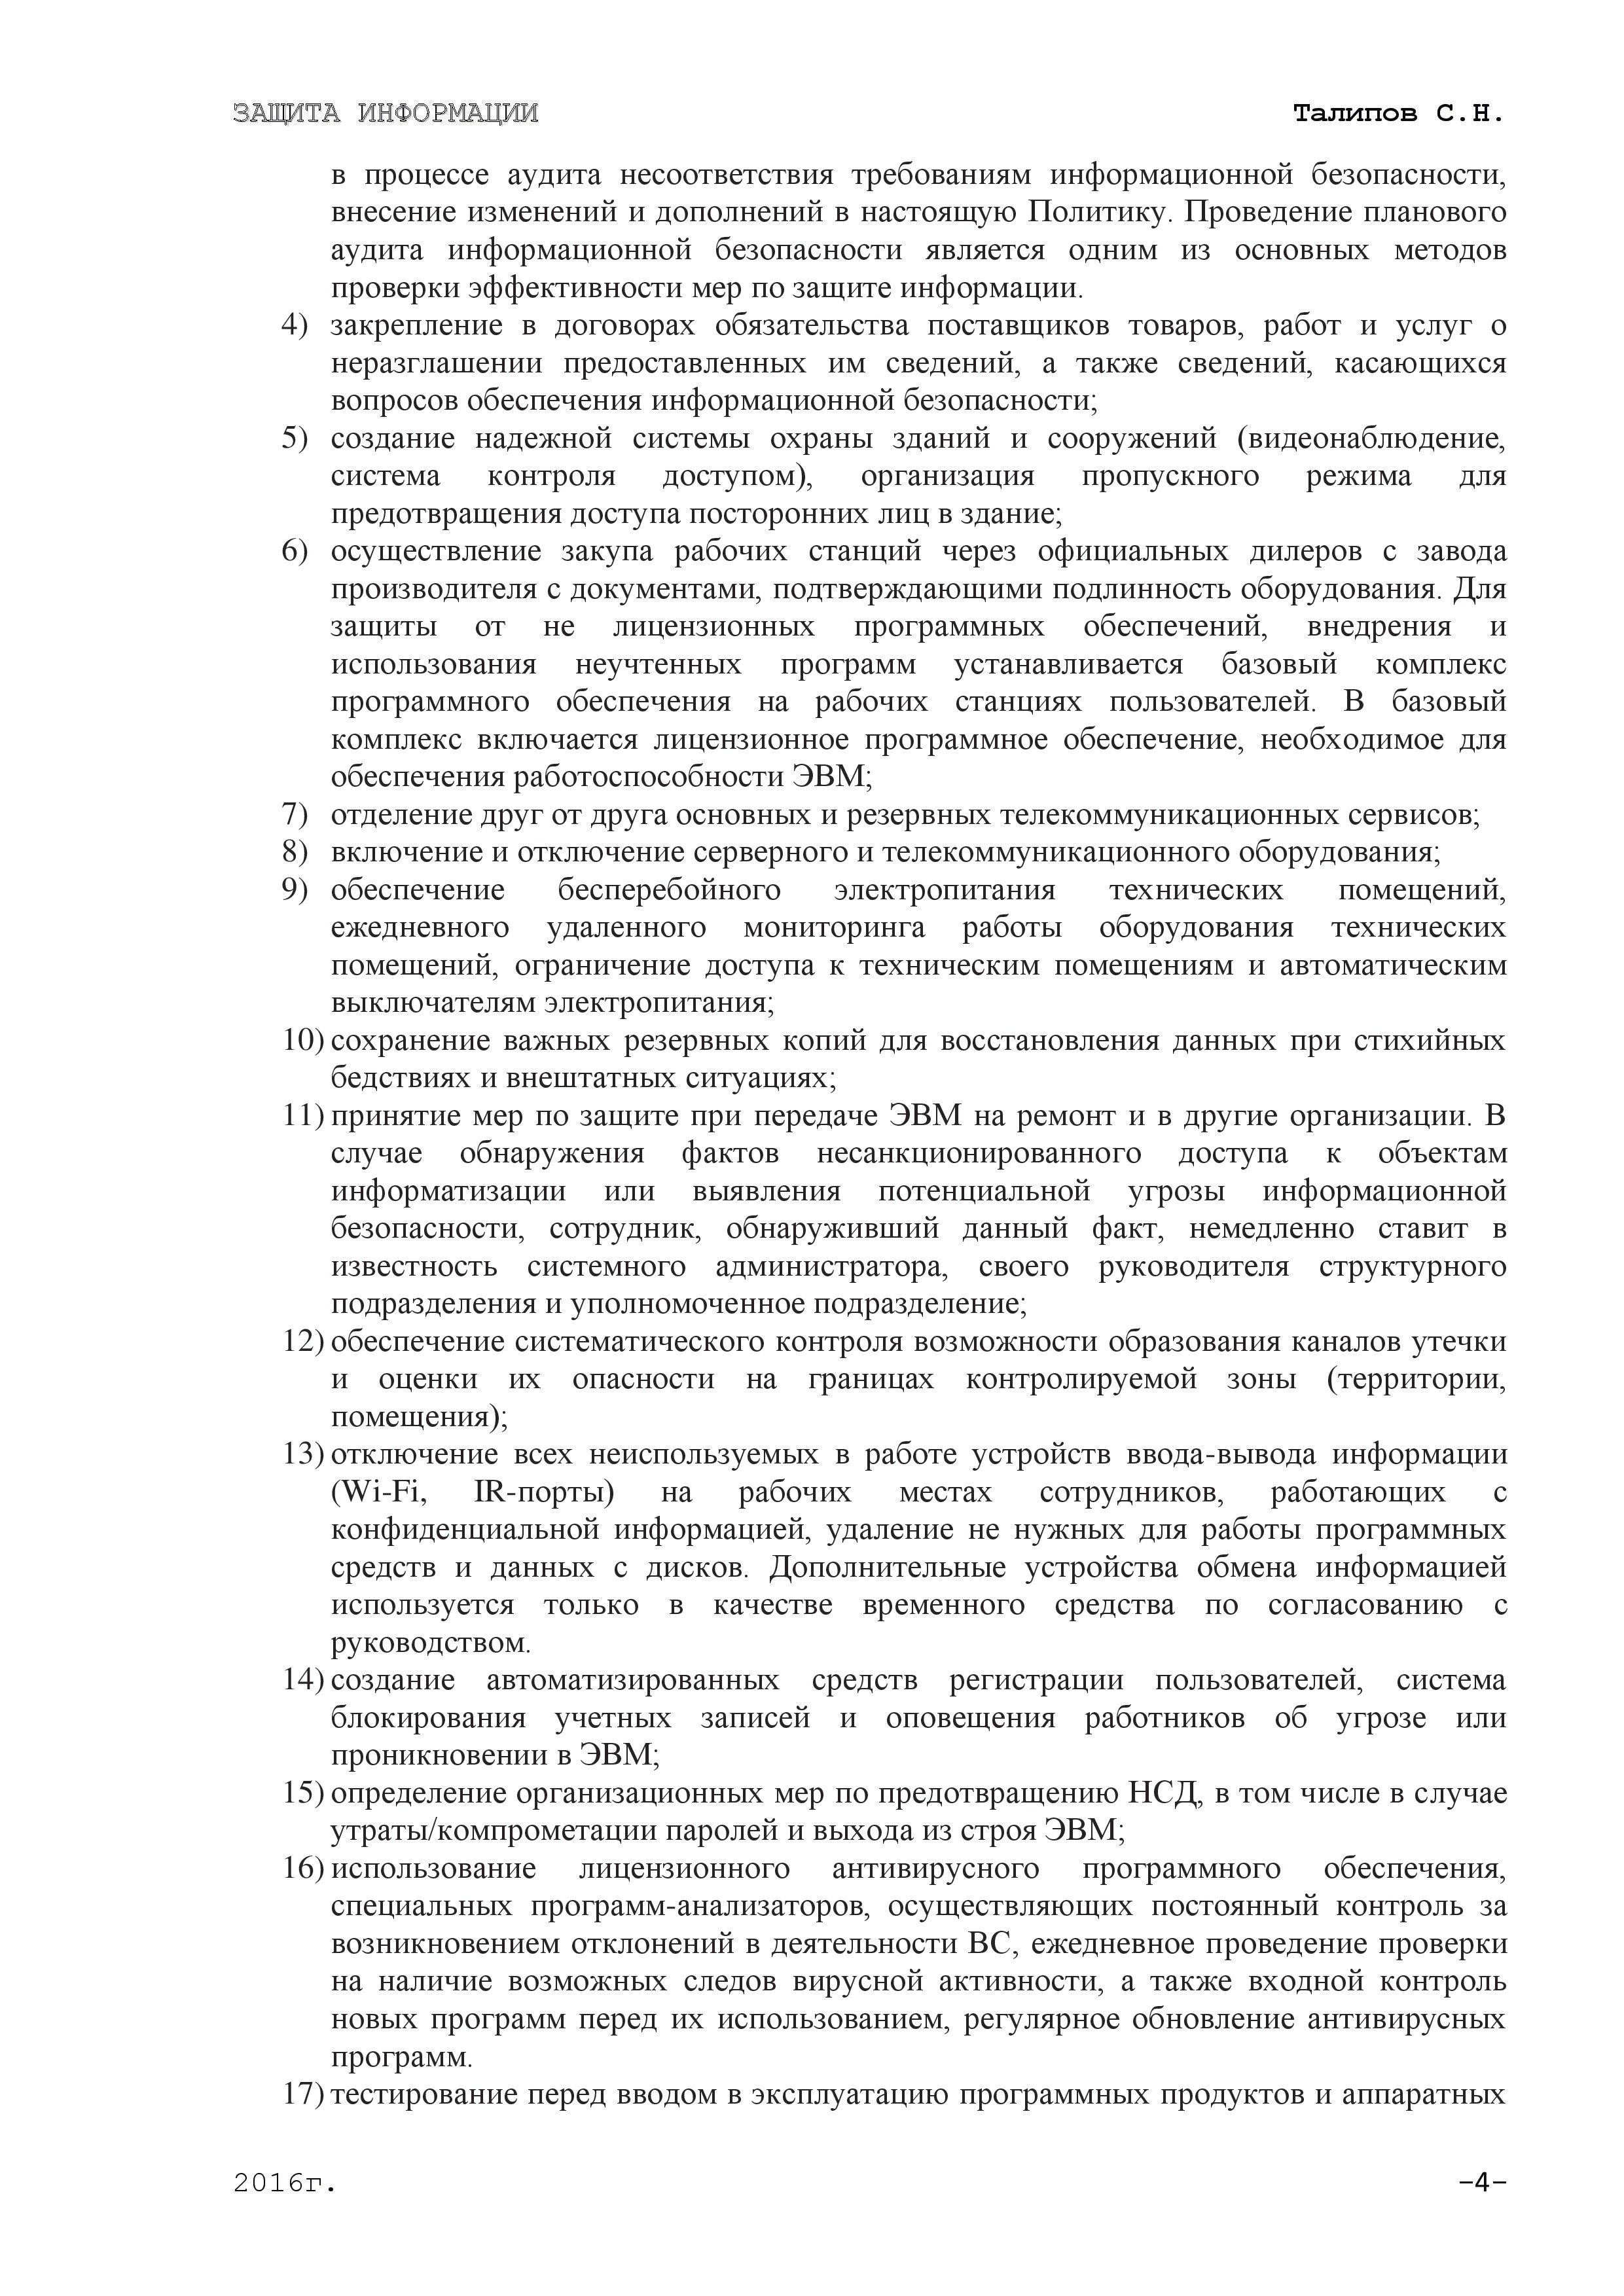 ЗАЩИТА ИНФОРМАЦИИ Талипов С.Н.
в процессе аудита несоответствия требованиям информационной безопасности,
внесение изменений и дополнений в настоящую Политику. Проведение планового
аудита информационной безопасности является одним из основных методов
проверки эффективности мер по защите информации.
4) закрепление в договорах обязательства поставщиков товаров, работ и услуг о
неразглашении предоставленных им сведений, а также сведений, касающихся
вопросов обеспечения информационной безопасности;
5) создание надежной системы охраны зданий и сооружений (видеонаблюдение,
система контроля доступом), организация пропускного режима для
предотвращения доступа посторонних лиц в здание;
6) осуществление закупа рабочих станций через официальных дилеров с завода
производителя с документами, подтверждающими подлинность оборудования. Для
защиты от не лицензионных программных обеспечений, внедрения и
использования неучтенных программ устанавливается базовый комплекс
программного обеспечения на рабочих станциях пользователей. В базовый
комплекс включается лицензионное программное обеспечение, необходимое для
обеспечения работоспособности ЭВМ;
7) отделение друг от друга основных и резервных телекоммуникационных сервисов;
8) включение и отключение серверного и телекоммуникационного оборудования;
9) обеспечение бесперебойного электропитания технических помещений,
ежедневного удаленного мониторинга работы оборудования технических
помещений, ограничение доступа к техническим помещениям и автоматическим
выключателям электропитания;
10) сохранение важных резервных копий для восстановления данных при стихийных
бедствиях и внештатных ситуациях;
11) принятие мер по защите при передаче ЭВМ на ремонт и в другие организации. В
случае обнаружения фактов несанкционированного доступа к объектам
информатизации или выявления потенциальной угрозы информационной
безопасности, сотрудник, обнаруживший данный факт, немедленно ставит в
известность системного администратора, своего руководителя структурного
подразделения и уполномоченное подразделение;
12) обеспечение систематического контроля возможности образования каналов утечки
и оценки их опасности на границах контролируемой зоны (территории,
помещения);
13) отключение всех неиспользуемых в работе устройств ввода-вывода информации
(Wi-Fi, IR-порты) на рабочих местах сотрудников, работающих с
конфиденциальной информацией, удаление не нужных для работы программных
средств и данных с дисков. Дополнительные устройства обмена информацией
используется только в качестве временного средства по согласованию с
руководством.
14) создание автоматизированных средств регистрации пользователей, система
блокирования учетных записей и оповещения работников об угрозе или
проникновении в ЭВМ;
15) определение организационных мер по предотвращению НСД, в том числе в случае
утраты/компрометации паролей и выхода из строя ЭВМ;
16) использование лицензионного антивирусного программного обеспечения,
специальных программ-анализаторов, осуществляющих постоянный контроль за
возникновением отклонений в деятельности ВС, ежедневное проведение проверки
на наличие возможных следов вирусной активности, а также входной контроль
новых программ перед их использованием, регулярное обновление антивирусных
программ.
17) тестирование перед вводом в эксплуатацию программных продуктов и аппаратных
2016г. -4-